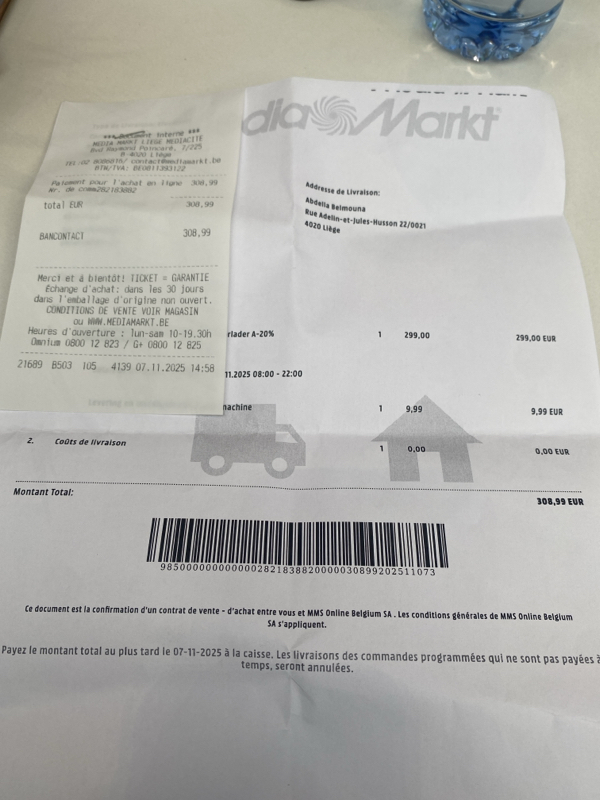 *** Document Interne ***
MEDIA MARKT LIEGE MEDIACITE
Bvd Raymond Poincaré, 7/225
B-4020 Liège
contact@mediamarkt.be
BTW/TVA:
Paiement pour l'achat en ligne 308,99
Nr. de
total EUR 308,99
BANCONTACT 308,99
Merci et à bientôt! TICKET = GARANTIE
Échange d'achat: dans les 30 jours
dans l'emballage d'origine non ouvert.
CONDITIONS DE VENTE VOIR MAGASIN
ou WWW.MEDIAMARKT.BE
Heures d'ouverture : lun-sam 10-19.30h
Omnium 0800 12 823 / G+ 0800 12 825
21689 B503 105 4139 07.11.2025 14:58
dia Markt
Addresse de Livraison:
Abdella Belmouna
Rue Adelin-et-Jules-Husson 22/0021
4020 Liège
rlader A-20% 1 299,00 299,00 EUR
11.2025 08:00 - 22:00
machine 1 9,99 9,99 EUR
2. Coûts de livraison 1 0,00 0,00 EUR
Montant Total: 308,99 EUR
Ce document est la confirmation d'un contrat de vente - d'achat entre vous et MMS Online Belgium SA . Les conditions générales de MMS Online Belgium
SA s'appliquent.
Payez le montant total au plus tard le 07-11-2025 à la caisse. Les livraisons des commandes programmées qui ne sont pas payées à
temps, seront annulées.